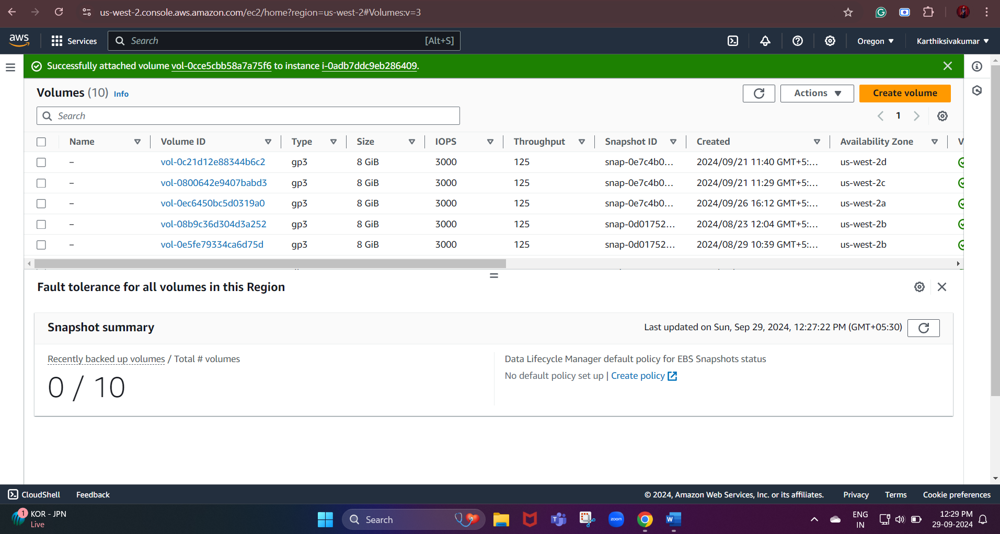 us-west-2.console.aws.amazon.com/ec2/home?region=us-west-2#Volumes:v=3
aws Services Search [Alt+S] Oregon Karthiksivakumar
Successfully attached volume vol-0cce5cbb58a7a75f6 to instance i-0adb7ddc9eb286409.
Volumes (10) Info Actions Create volume
Search 1
Name Volume ID Type Size IOPS Throughput Snapshot ID Created Availability Zone V
– vol-0c21d12e88344b6c2 gp3 8 GiB 3000 125 snap-0e7c4b0... 2024/09/21 11:40 GMT+5:... us-west-2d
– vol-0800642e9407babd3 gp3 8 GiB 3000 125 snap-0e7c4b0... 2024/09/21 11:29 GMT+5:... us-west-2c
– vol-0ec6450bc5d0319a0 gp3 8 GiB 3000 125 snap-0e7c4b0... 2024/09/26 16:12 GMT+5:... us-west-2a
– vol-08b9c36d304d3a252 gp3 8 GiB 3000 125 snap-0d01752... 2024/08/23 12:04 GMT+5:... us-west-2b
– vol-0e5fe79334ca6d75d gp3 8 GiB 3000 125 snap-0d01752... 2024/08/29 10:39 GMT+5:... us-west-2b
Fault tolerance for all volumes in this Region
Snapshot summary Last updated on Sun, Sep 29, 2024, 12:27:22 PM (GMT+05:30)
Recently backed up volumes / Total # volumes
0 / 10
Data Lifecycle Manager default policy for EBS Snapshots status
No default policy set up | Create policy
CloudShell Feedback © 2024, Amazon Web Services, Inc. or its affiliates. Privacy Terms Cookie preferences
1 KOR - JPN
Live
Search
zoom
W
ENG
IN
12:29 PM
29-09-2024